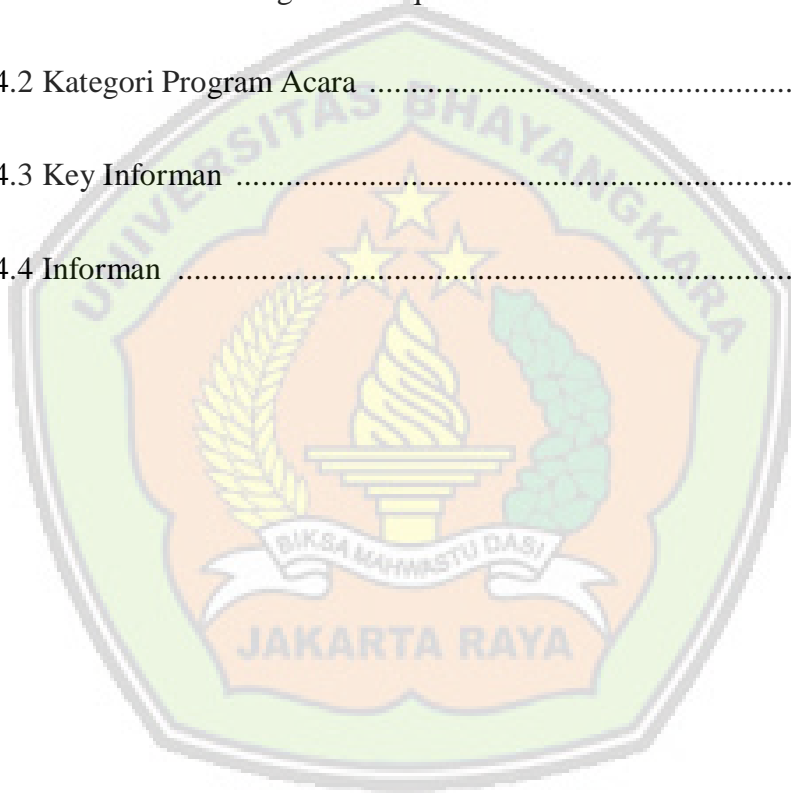 4.2 Kategori Program Acara ....................................................
4.3 Key Informan ....................................................................
4.4 Informan ...........................................................................
UNIVERSITAS BHAYANGKARA
BIKSA MAHWASTU DASI
JAKARTA RAYA